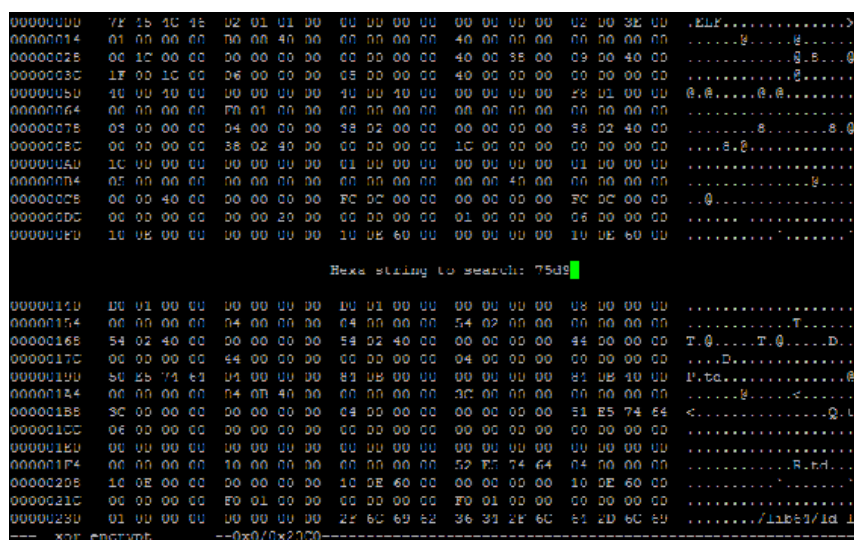 00000000 7F 45 4C 46 02 01 01 00 00 00 00 00 00 00 00 00 02 00 3E 00 .ELF..............>.
00000014 01 00 00 00 B0 08 40 00 00 00 00 00 40 00 00 00 00 00 00 00 ......@.....@.......
00000028 00 1C 00 00 00 00 00 00 00 00 00 00 40 00 38 00 09 00 40 00 ............@.8...@.
0000003C 1F 00 1C 00 06 00 00 00 05 00 00 00 40 00 00 00 00 00 00 00 ............@.......
00000050 40 00 40 00 00 00 00 00 40 00 40 00 00 00 00 00 F8 01 00 00 @.@.....@.@.........
00000064 00 00 00 00 F8 01 00 00 00 00 00 00 08 00 00 00 00 00 00 00
00000078 03 00 00 00 04 00 00 00 38 02 00 00 00 00 00 00 38 02 40 00 ........8.......8.@.
0000008C 00 00 00 00 38 02 40 00 00 00 00 00 1C 00 00 00 00 00 00 00 ....8.@.............
000000A0 1C 00 00 00 00 00 00 00 01 00 00 00 00 00 00 00 01 00 00 00
000000B4 05 00 00 00 00 00 00 00 00 00 00 00 00 00 40 00 00 00 00 00
000000C8 00 00 40 00 00 00 00 00 FC 0C 00 00 00 00 00 00 FC 0C 00 00
000000DC 00 00 00 00 00 00 20 00 00 00 00 00 01 00 00 00 06 00 00 00
000000F0 10 0E 00 00 00 00 00 00 10 0E 60 00 00 00 00 00 10 0E 60 00
Hexa string to search: 75d9
00000140 D0 01 00 00 00 00 00 00 D0 01 00 00 00 00 00 00 08 00 00 00
00000154 00 00 00 00 04 00 00 00 04 00 00 00 54 02 00 00 00 00 00 00
00000168 54 02 40 00 00 00 00 00 54 02 40 00 00 00 00 00 44 00 00 00 T.@.....T.@.....D...
0000017C 00 00 00 00 44 00 00 00 00 00 00 00 04 00 00 00 00 00 00 00
00000190 50 E5 74 64 04 00 00 00 84 0B 00 00 00 00 00 00 84 0B 40 00 P.td..............@.
000001A4 00 00 00 00 84 0B 40 00 00 00 00 00 3C 00 00 00 00 00 00 00
000001B8 3C 00 00 00 00 00 00 00 04 00 00 00 00 00 00 00 51 E5 74 64
000001CC 06 00 00 00 00 00 00 00 00 00 00 00 00 00 00 00 00 00 00 00
000001E0 00 00 00 00 00 00 00 00 00 00 00 00 00 00 00 00 00 00 00 00
000001F4 00 00 00 00 10 00 00 00 00 00 00 00 52 E5 74 64 04 00 00 00
00000208 10 0E 00 00 00 00 00 00 10 0E 60 00 00 00 00 00 10 0E 60 00
0000021C 00 00 00 00 F0 01 00 00 00 00 00 00 F0 01 00 00 00 00 00 00
00000230 01 00 00 00 00 00 00 00 2F 6C 69 62 36 34 2F 6C 64 2D 6C 69 ......../lib64/ld
--- xor encrypt --0x0/0x23C0---